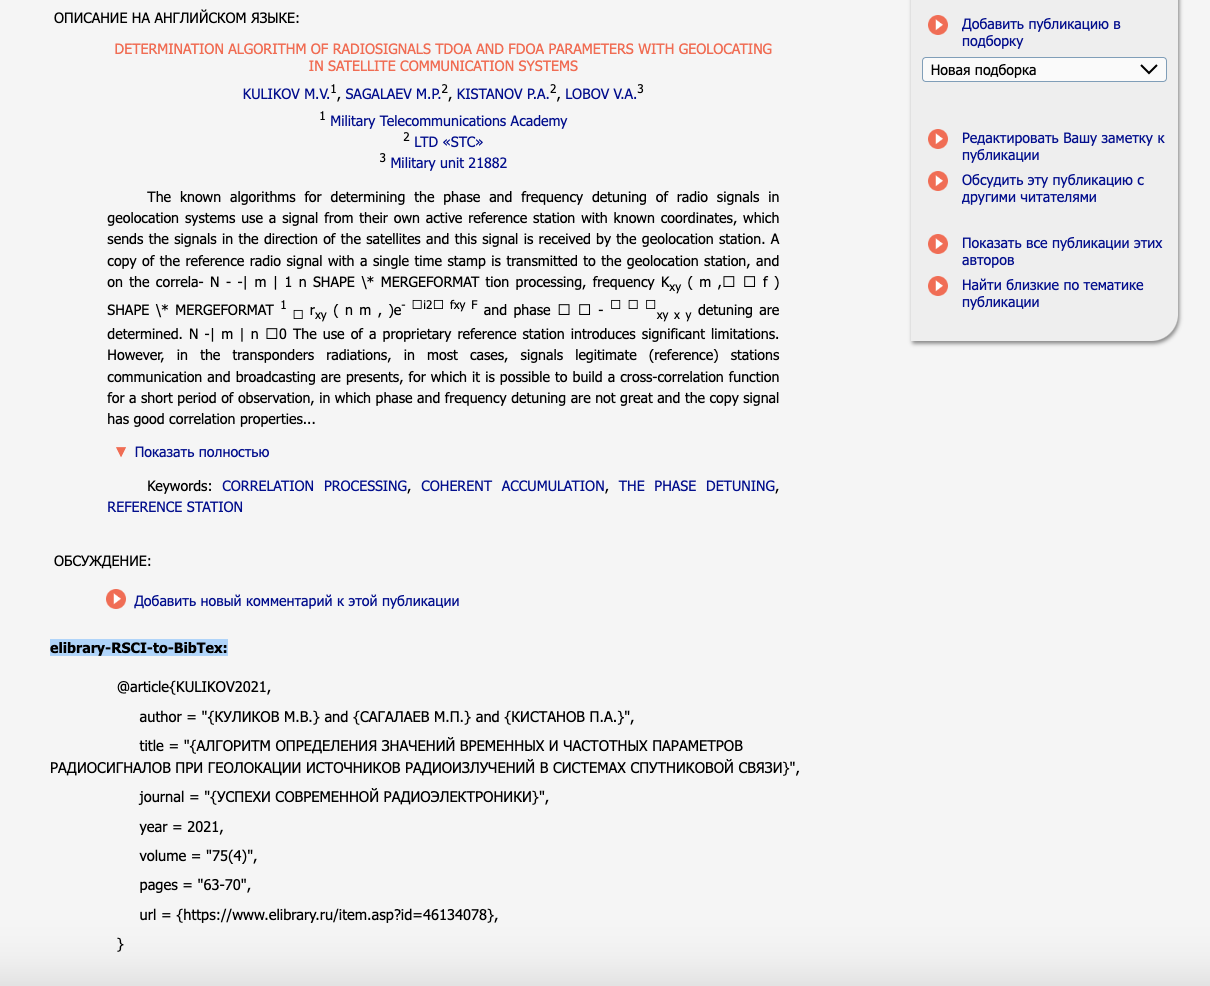 ОПИСАНИЕ НА АНГЛИЙСКОМ ЯЗЫКЕ:
DETERMINATION ALGORITHM OF RADIOSIGNALS TDOA AND FDOA PARAMETERS WITH GEOLOCATING
IN SATELLITE COMMUNICATION SYSTEMS
KULIKOV M.V.1, SAGALAEV M.P.2, KISTANOV P.A.2, LOBOV V.A.3
1 Military Telecommunications Academy
2 LTD «STC»
3 Military unit 21882
The known algorithms for determining the phase and frequency detuning of radio signals in
geolocation systems use a signal from their own active reference station with known coordinates, which
sends the signals in the direction of the satellites and this signal is received by the geolocation station. A
copy of the reference radio signal with a single time stamp is transmitted to the geolocation station, and
on the correla- N - -| m | 1 n SHAPE \* MERGEFORMAT tion processing, frequency Kxy ( m ,□ □ f )
SHAPE \* MERGEFORMAT 1 □ rxy ( n m , )e- □i2□ fxy F and phase □ □ - □ □ □xy x y detuning are
determined. N -| m | n □0 The use of a proprietary reference station introduces significant limitations.
However, in the transponders radiations, in most cases, signals legitimate (reference) stations
communication and broadcasting are presents, for which it is possible to build a cross-correlation function
for a short period of observation, in which phase and frequency detuning are not great and the copy signal
has good correlation properties...
Показать полностью
Keywords: CORRELATION PROCESSING, COHERENT ACCUMULATION, THE PHASE DETUNING,
REFERENCE STATION
ОБСУЖДЕНИЕ:
Добавить новый комментарий к этой публикации
elibrary-RSCI-to-BibTex:
@article{KULIKOV2021,
author = "{КУЛИКОВ М.В.} and {САГАЛАЕВ М.П.} and {КИСТАНОВ П.А.}",
title = "{АЛГОРИТМ ОПРЕДЕЛЕНИЯ ЗНАЧЕНИЙ ВРЕМЕННЫХ И ЧАСТОТНЫХ ПАРАМЕТРОВ
РАДИОСИГНАЛОВ ПРИ ГЕОЛОКАЦИИ ИСТОЧНИКОВ РАДИОИЗЛУЧЕНИЙ В СИСТЕМАХ СПУТНИКОВОЙ СВЯЗИ}",
journal = "{УСПЕХИ СОВРЕМЕННОЙ РАДИОЭЛЕКТРОНИКИ}",
year = 2021,
volume = "75(4)",
pages = "63-70",
url = {https://www.elibrary.ru/item.asp?id=46134078},
}
Добавить публикацию в
подборку
Новая подборка
Редактировать Вашу заметку к
публикации
Обсудить эту публикацию с
другими читателями
Показать все публикации этих
авторов
Найти близкие по тематике
публикации